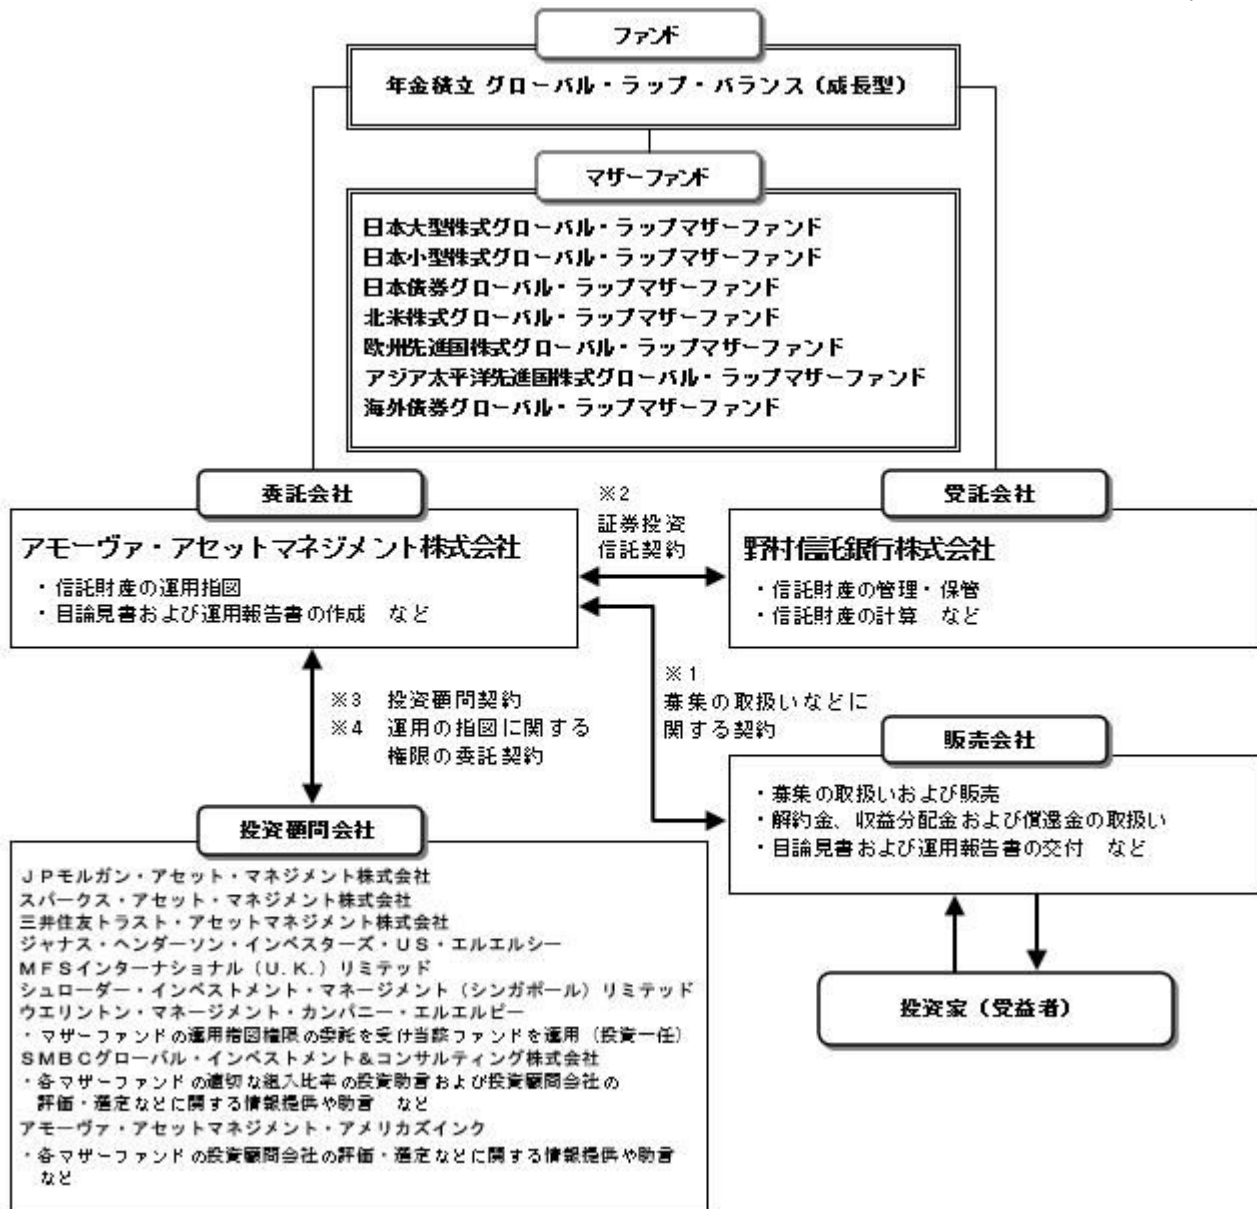 ファンド
年金積立 グローバル・ラップ・バランス（成長型）
マザーファンド
日本大型株式グローバル・ラップマザーファンド
日本小型株式グローバル・ラップマザーファンド
日本債券グローバル・ラップマザーファンド
北米株式グローバル・ラップマザーファンド
欧州先進国株式グローバル・ラップマザーファンド
アジア太平洋先進国株式グローバル・ラップマザーファンド
海外債券グローバル・ラップマザーファンド
委託会社
アモーヴァ・アセットマネジメント株式会社
・信託財産の運用指図
・目論見書および運用報告書の作成　など
※2
証券投資
信託契約
受託会社
野村信託銀行株式会社
・信託財産の管理・保管
・信託財産の計算　など
※3　投資顧問契約
※4　運用の指図に関する
権限の委託契約
※1
募集の取扱いなどに
関する契約
販売会社
・募集の取扱いおよび販売
・解約金、収益分配金および償還金の取扱い
・目論見書および運用報告書の交付　など
投資顧問会社
ＪＰモルガン・アセット・マネジメント株式会社
スパークス・アセット・マネジメント株式会社
三井住友トラスト・アセットマネジメント株式会社
ジャナス・ヘンダーソン・インベスターズ・ＵＳ・エルエルシー
ＭＦＳインターナショナル（Ｕ.Ｋ.）リミテッド
シュローダー・インベストメント・マネージメント（シンガポール）リミテッド
ウエリントン・マネージメント・カンパニー・エルエルピー
・マザーファンドの運用指図権限の委託を受け当該ファンドを運用（投資一任）
ＳＭＢＣグローバル・インベストメント＆コンサルティング株式会社
・各マザーファンドの適切な組入比率の投資助言および投資顧問会社の
評価・選定などに関する情報提供や助言　など
アモーヴァ・アセットマネジメント・アメリカズインク
・各マザーファンドの投資顧問会社の評価・選定などに関する情報提供や助言
など
投資家（受益者）